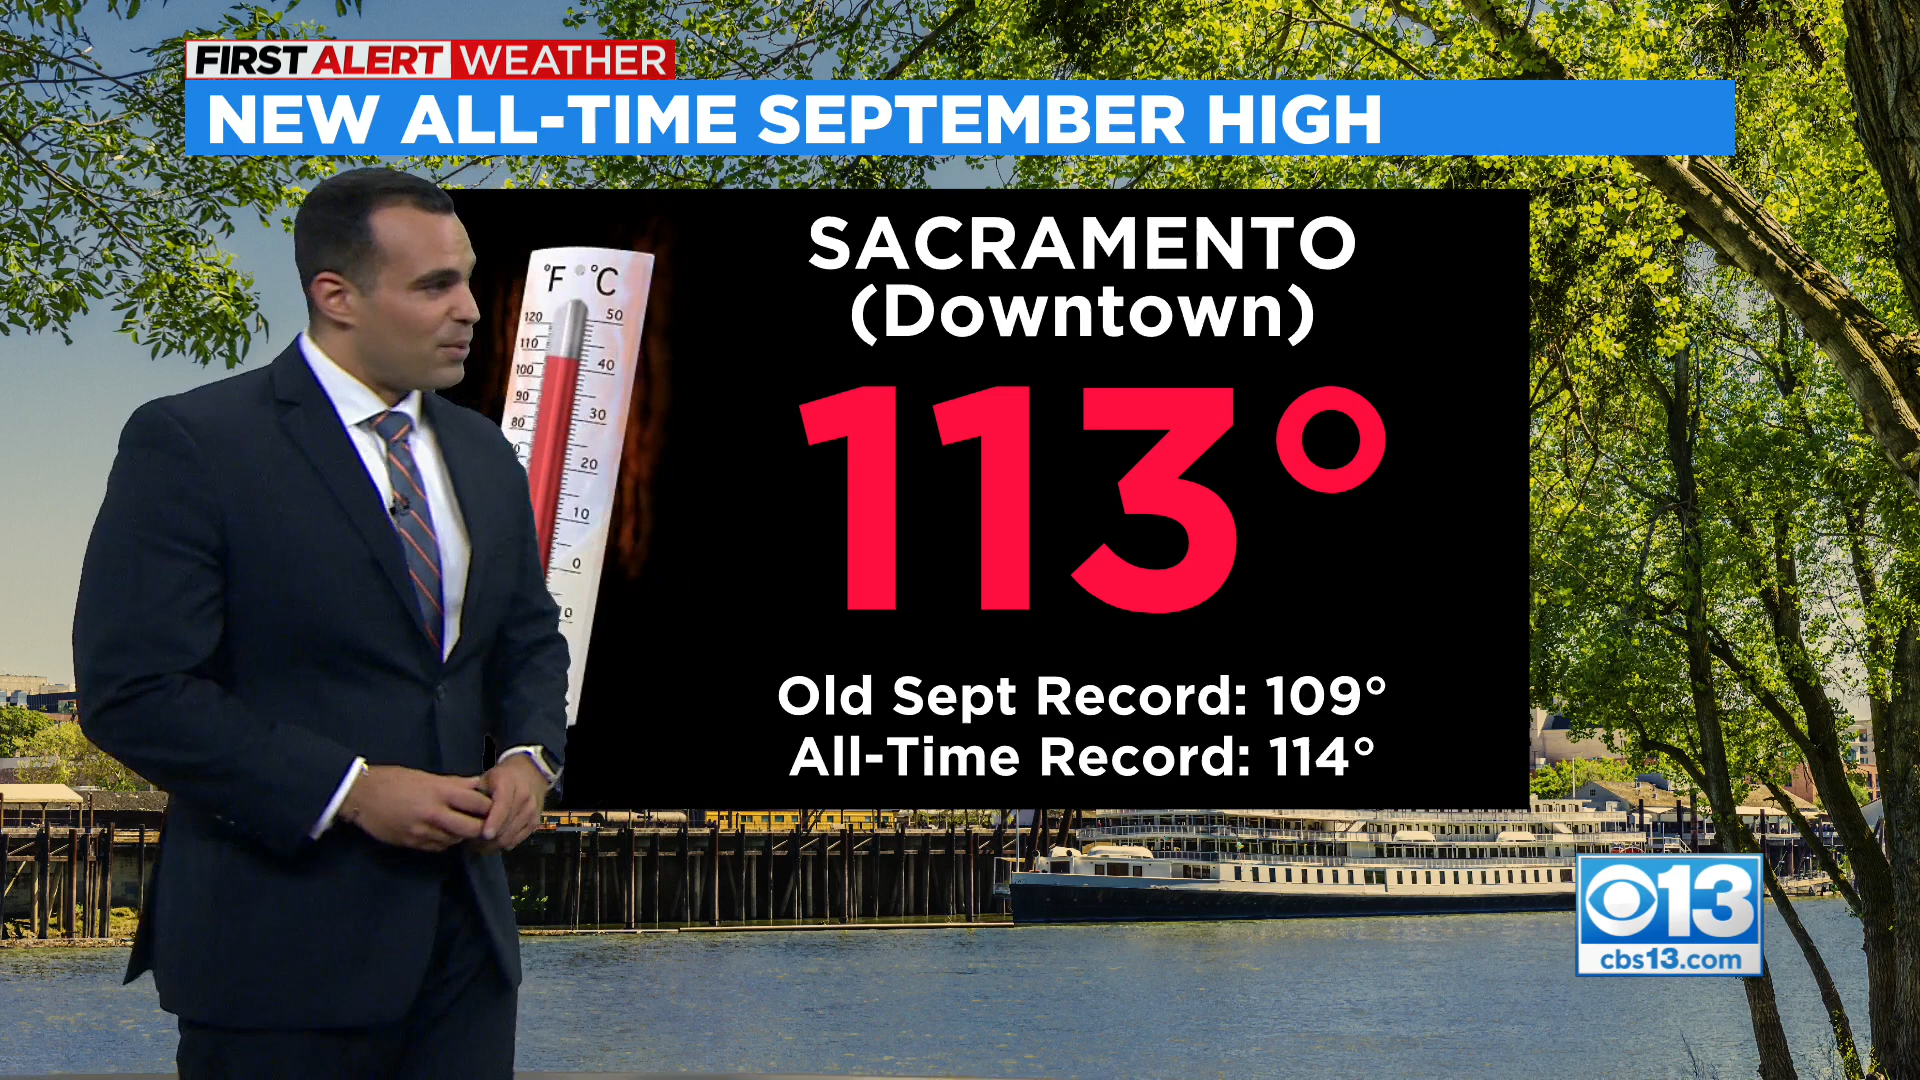 FIRST ALERT WEATHER
NEW ALL-TIME SEPTEMBER HIGH
SACRAMENTO
(Downtown)
113°
Old Sept Record: 109°
All-Time Record: 114°
°F °C
120 50
110
100 40
90
80 30
20
10
0
13
cbs13.com